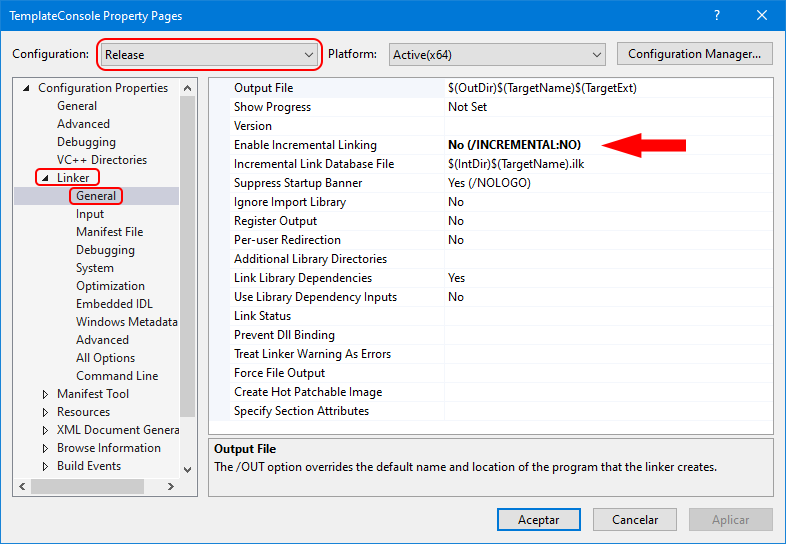 TemplateConsole Property Pages
Configuration: Release Platform: Active(x64) Configuration Manager...
Configuration Properties
General
Advanced
Debugging
VC++ Directories
Linker
General
Input
Manifest File
Debugging
System
Optimization
Embedded IDL
Windows Metadata
Advanced
All Options
Command Line
Manifest Tool
Resources
XML Document Genera
Browse Information
Build Events
Output File $(OutDir)$(TargetName)$(TargetExt)
Show Progress Not Set
Version
Enable Incremental Linking No (/INCREMENTAL:NO)
Incremental Link Database File $(IntDir)$(TargetName).ilk
Suppress Startup Banner Yes (/NOLOGO)
Ignore Import Library No
Register Output No
Per-user Redirection No
Additional Library Directories
Link Library Dependencies Yes
Use Library Dependency Inputs No
Link Status
Prevent Dll Binding
Treat Linker Warning As Errors
Force File Output
Create Hot Patchable Image
Specify Section Attributes
Output File
The /OUT option overrides the default name and location of the program that the linker creates.
Aceptar Cancelar Aplicar